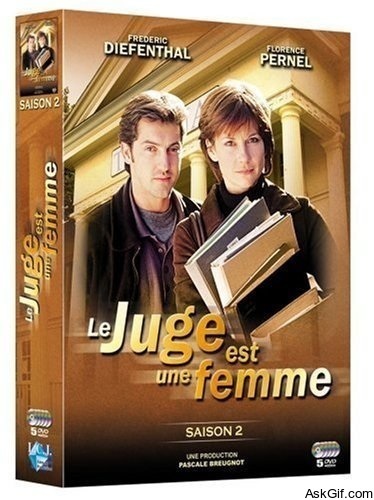 SAISON 2
Le Juge est
une femme
FREDERIC
DIEFENTHAL
FLORENCE
PERNEL
Le Juge est
une femme
SAISON 2
UNE PRODUCTION
PASCALE BREUGNOT
5 DVD
5 DVD
AskGif.com